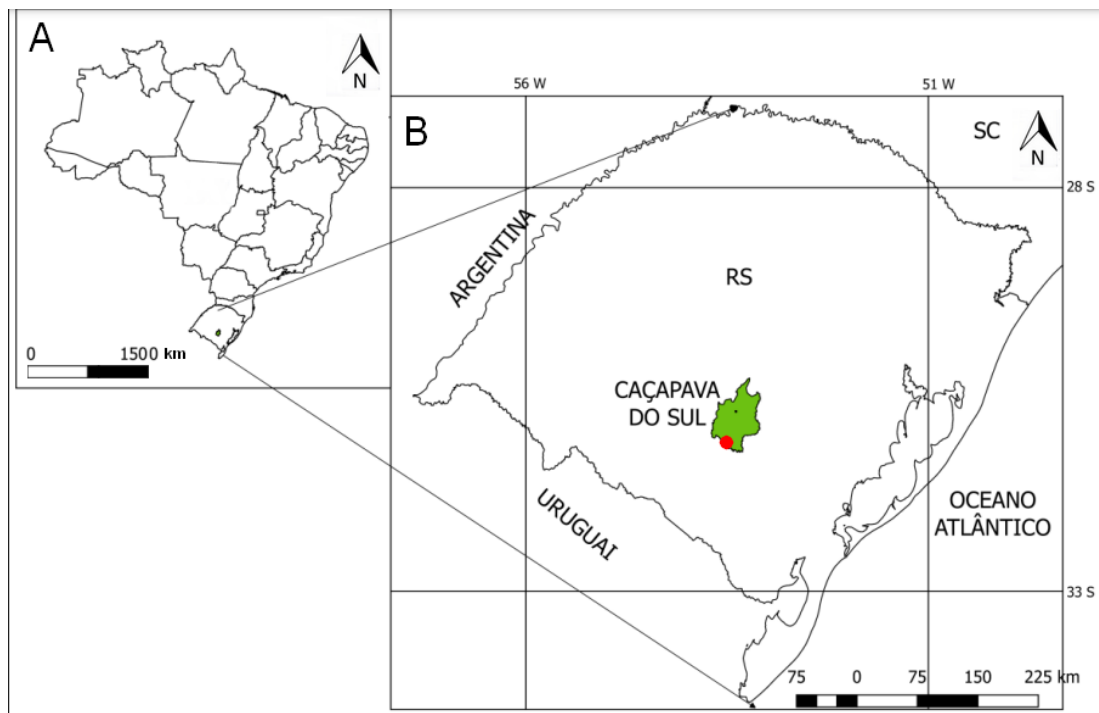 A
N
0 1500 km
56 W 51 W
B
SC
N
28 S
ARGENTINA
RS
CAÇAPAVA
DO SUL
URUGUAI
OCEANO
ATLÂNTICO
33 S
75 0 75 150 225 km